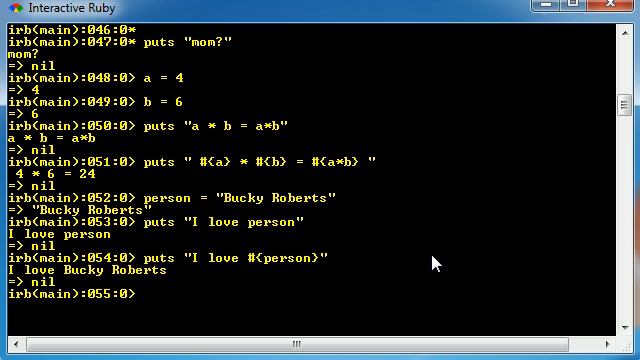 Interactive Ruby
irb(main):046:0*
irb(main):047:0* puts "mom?"
mom?
=> nil
irb(main):048:0> a = 4
=> 4
irb(main):049:0> b = 6
=> 6
irb(main):050:0> puts "a * b = a*b"
a * b = a*b
=> nil
irb(main):051:0> puts " #{a} * #{b} = #{a*b} "
 4 * 6 = 24
=> nil
irb(main):052:0> person = "Bucky Roberts"
=> "Bucky Roberts"
irb(main):053:0> puts "I love person"
I love person
=> nil
irb(main):054:0> puts "I love #{person}"
I love Bucky Roberts
=> nil
irb(main):055:0>